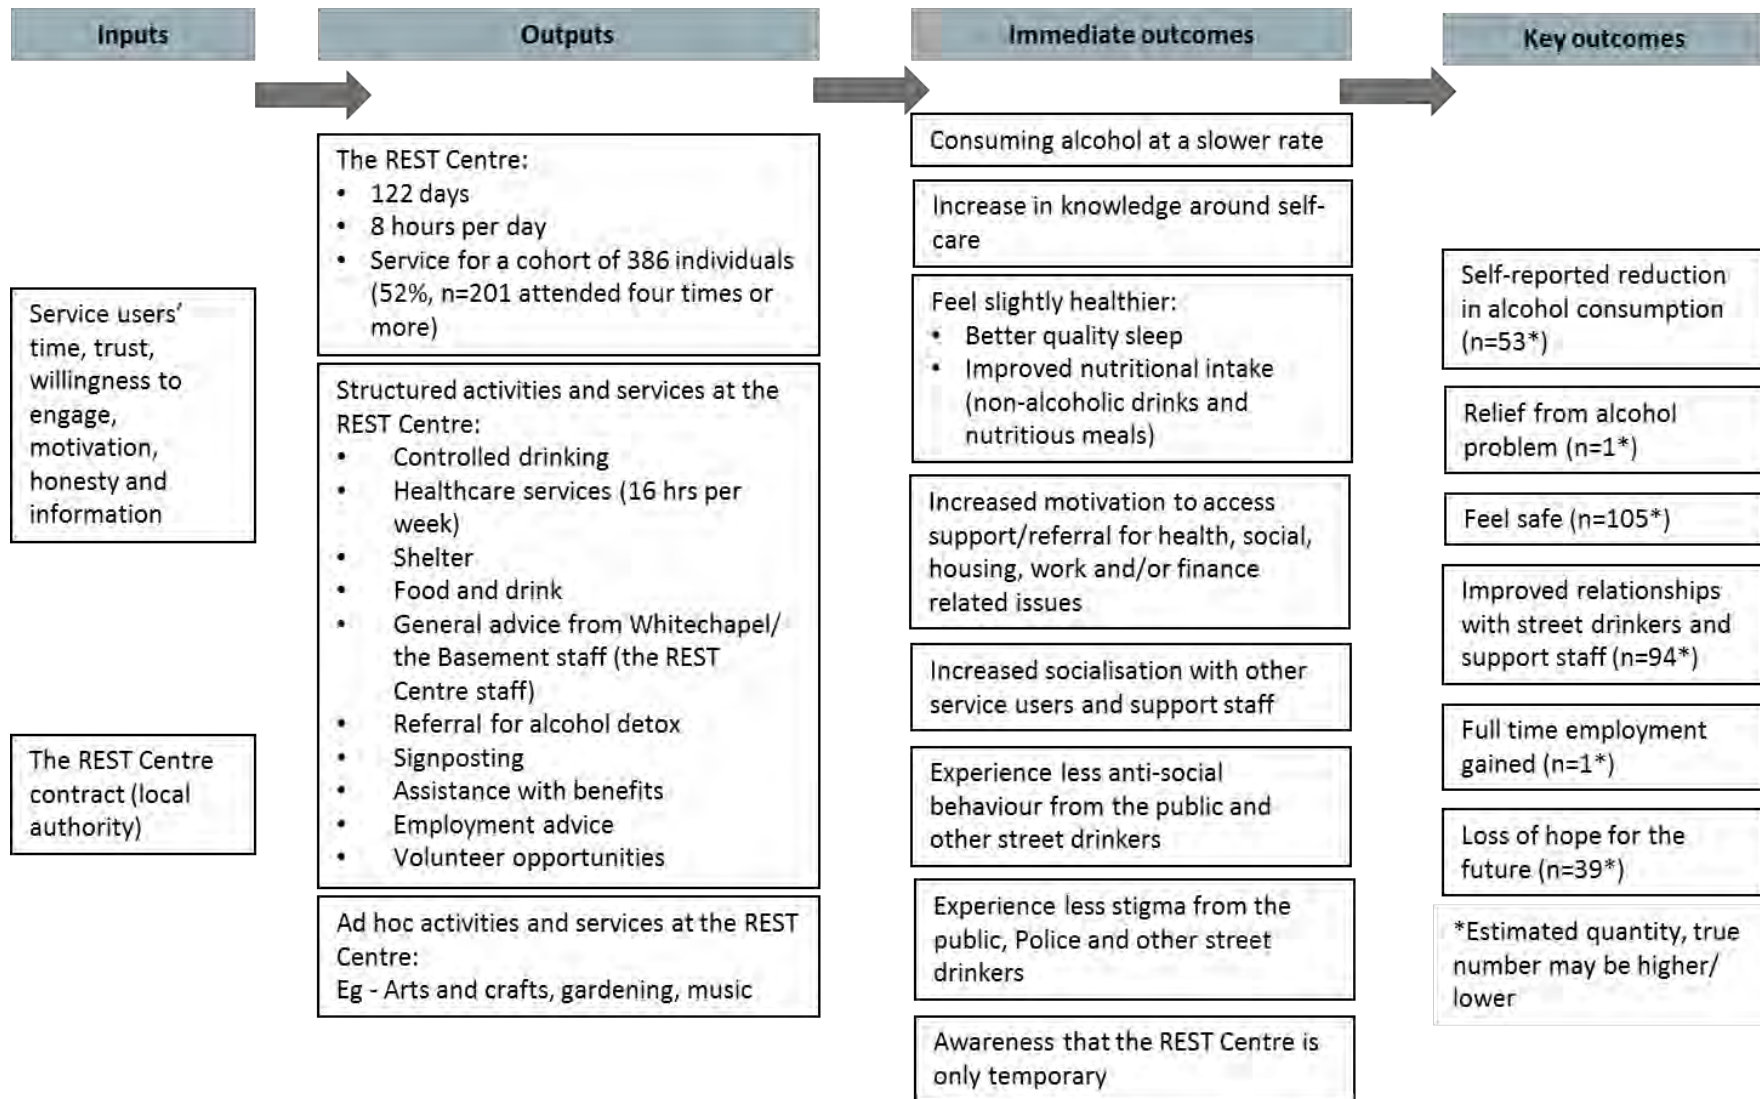 Inputs
Service users’
time, trust,
willingness to
engage,
motivation,
honesty and
information
The REST Centre
contract (local
authority)
Outputs
The REST Centre:
• 122 days
• 8 hours per day
• Service for a cohort of 386 individuals
(52%, n=201 attended four times or
more)
Structured activities and services at the
REST Centre:
• Controlled drinking
• Healthcare services (16 hrs per
week)
• Shelter
• Food and drink
• General advice from Whitechapel/
the Basement staff (the REST
Centre staff)
• Referral for alcohol detox
• Signposting
• Assistance with benefits
• Employment advice
• Volunteer opportunities
Ad hoc activities and services at the REST
Centre:
Eg - Arts and crafts, gardening, music
Immediate outcomes
Consuming alcohol at a slower rate
Increase in knowledge around self-
care
Feel slightly healthier:
• Better quality sleep
• Improved nutritional intake
(non-alcoholic drinks and
nutritious meals)
Increased motivation to access
support/referral for health, social,
housing, work and/or finance
related issues
Increased socialisation with other
service users and support staff
Experience less anti-social
behaviour from the public and
other street drinkers
Experience less stigma from the
public, Police and other street
drinkers
Awareness that the REST Centre is
only temporary
Key outcomes
Self-reported reduction
in alcohol consumption
(n=53*)
Relief from alcohol
problem (n=1*)
Feel safe (n=105*)
Improved relationships
with street drinkers and
support staff (n=94*)
Full time employment
gained (n=1*)
Loss of hope for the
future (n=39*)
*Estimated quantity, true
number may be higher/
lower